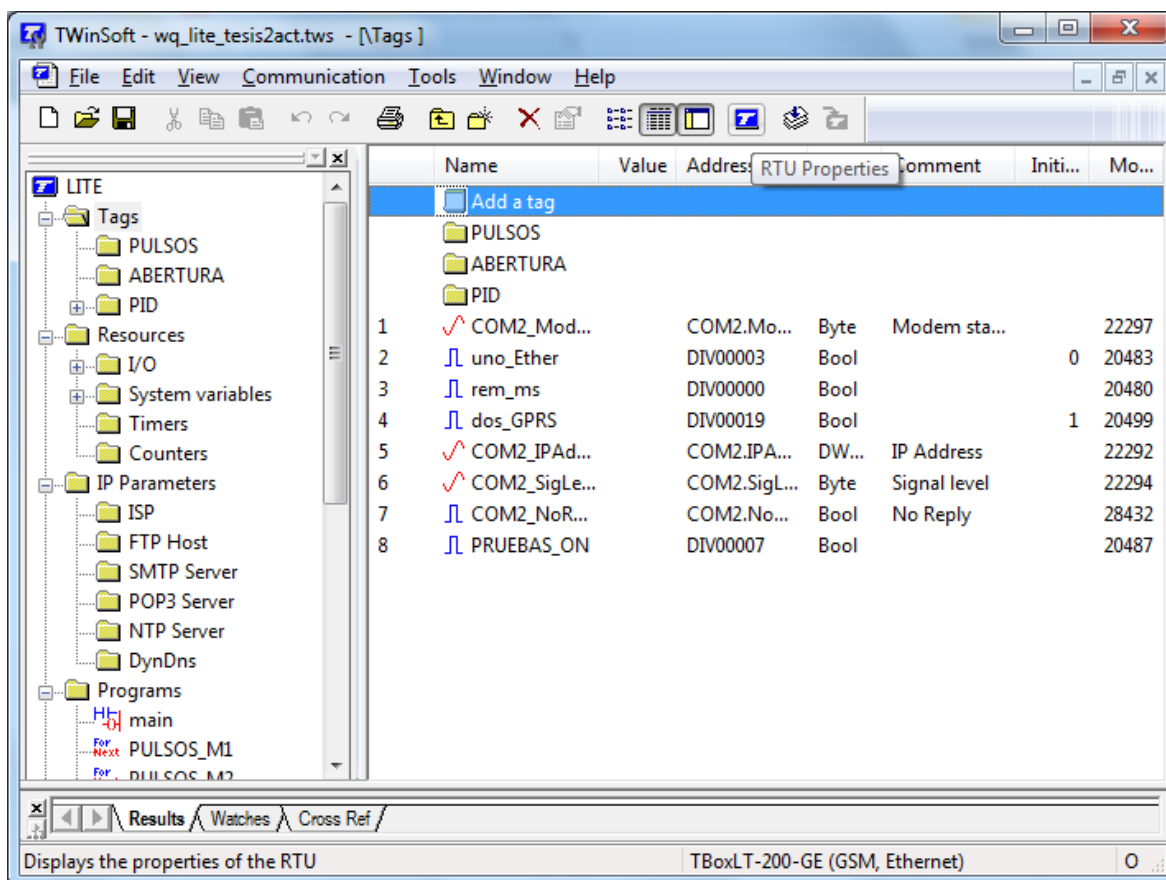 TWinSoft - wq_lite_tesis2act.tws - [\Tags ]
File Edit View Communication Tools Window Help
LITE
Tags
PULSOS
ABERTURA
PID
Resources
I/O
System variables
Timers
Counters
IP Parameters
ISP
FTP Host
SMTP Server
POP3 Server
NTP Server
DynDns
Programs
main
PULSOS_M1
PULSOS_M2
Name Value Address RTU Properties Comment Initi... Mo...
Add a tag
PULSOS
ABERTURA
PID
1 COM2_Mod... COM2.Mo... Byte Modem sta... 22297
2 uno_Ether DIV00003 Bool 0 20483
3 rem_ms DIV00000 Bool 20480
4 dos_GPRS DIV00019 Bool 1 20499
5 COM2_IPAd... COM2.IPA... DW... IP Address 22292
6 COM2_SigLe... COM2.SigL... Byte Signal level 22294
7 COM2_NoR... COM2.No... Bool No Reply 28432
8 PRUEBAS_ON DIV00007 Bool 20487
Results Watches Cross Ref
Displays the properties of the RTU TBoxLT-200-GE (GSM, Ethernet) O